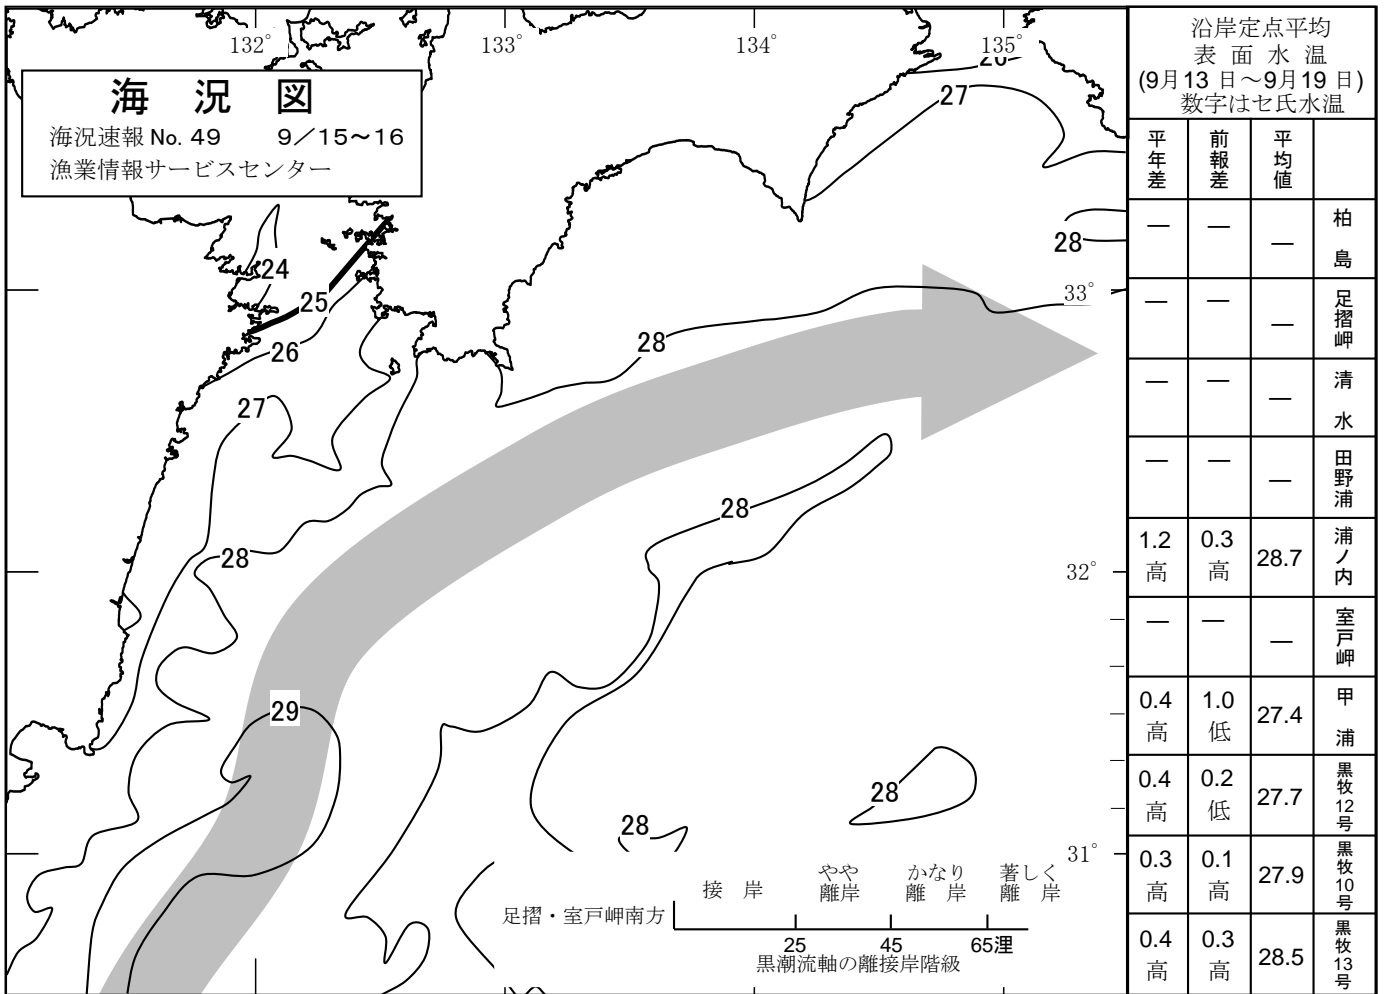 132°
133°
134°
135°
海 況 図
海況速報 No. 49 9／15～16
漁業情報サービスセンター
26
27
28
24
25
33°
26
28
27
28
28
32°
29
28
28
31°
接 岸
やや
離岸
かなり
離 岸
著しく
離 岸
足摺・室戸岬南方
25 45 65浬
黒潮流軸の離接岸階級
沿岸定点平均
表 面 水 温
(9月13 日～9月19 日)
数字はセ氏水温
平年差 前報差 平均値
― ― ― 柏島
― ― ― 足摺岬
― ― ― 清水
― ― ― 田野浦
1.2高 0.3高 28.7 浦ノ内
― ― ― 室戸岬
0.4高 1.0低 27.4 甲浦
0.4高 0.2低 27.7 黒牧12号
0.3高 0.1高 27.9 黒牧10号
0.4高 0.3高 28.5 黒牧13号